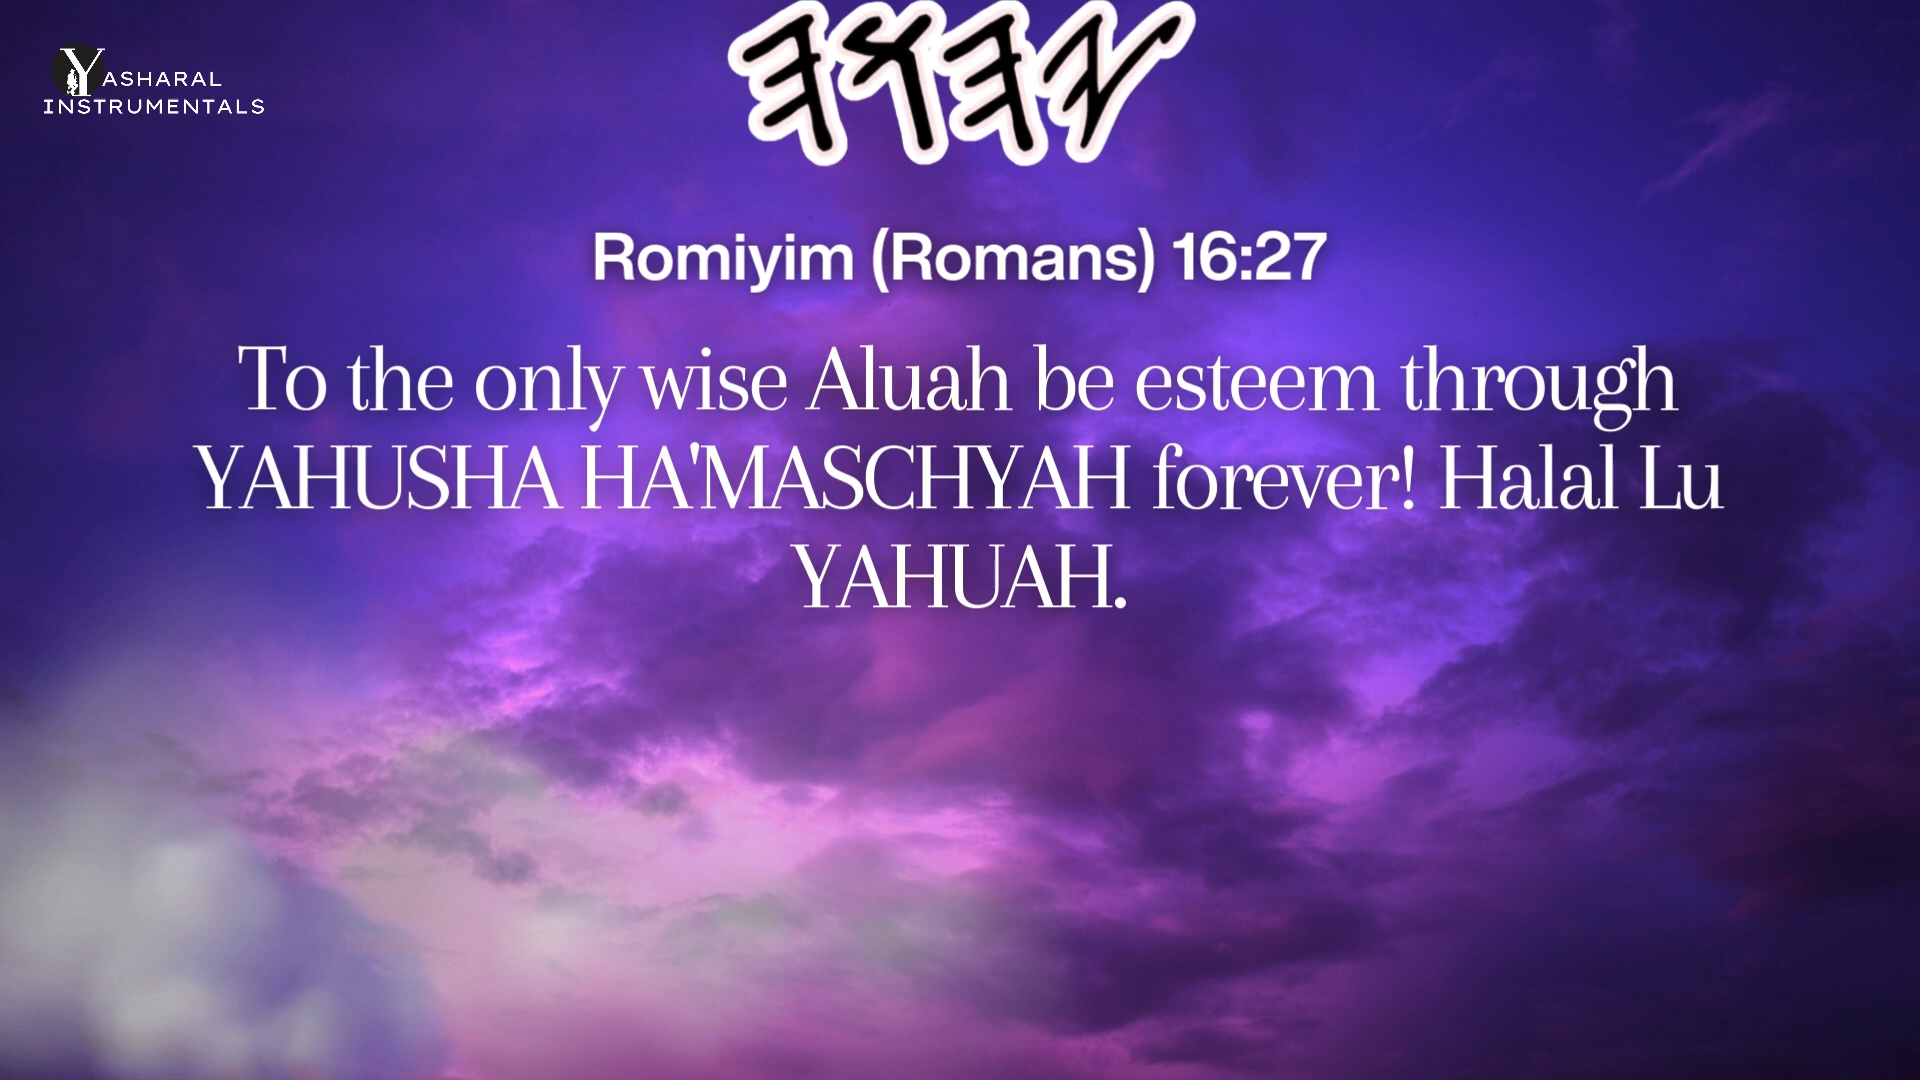 𐤉𐤄𐤅𐤄
YASHARAL
INSTRUMENTALS
Romiyim (Romans) 16:27
To the only wise Aluah be esteem through
YAHUSHA HA'MASCHYAH forever! Halal Lu
YAHUAH.